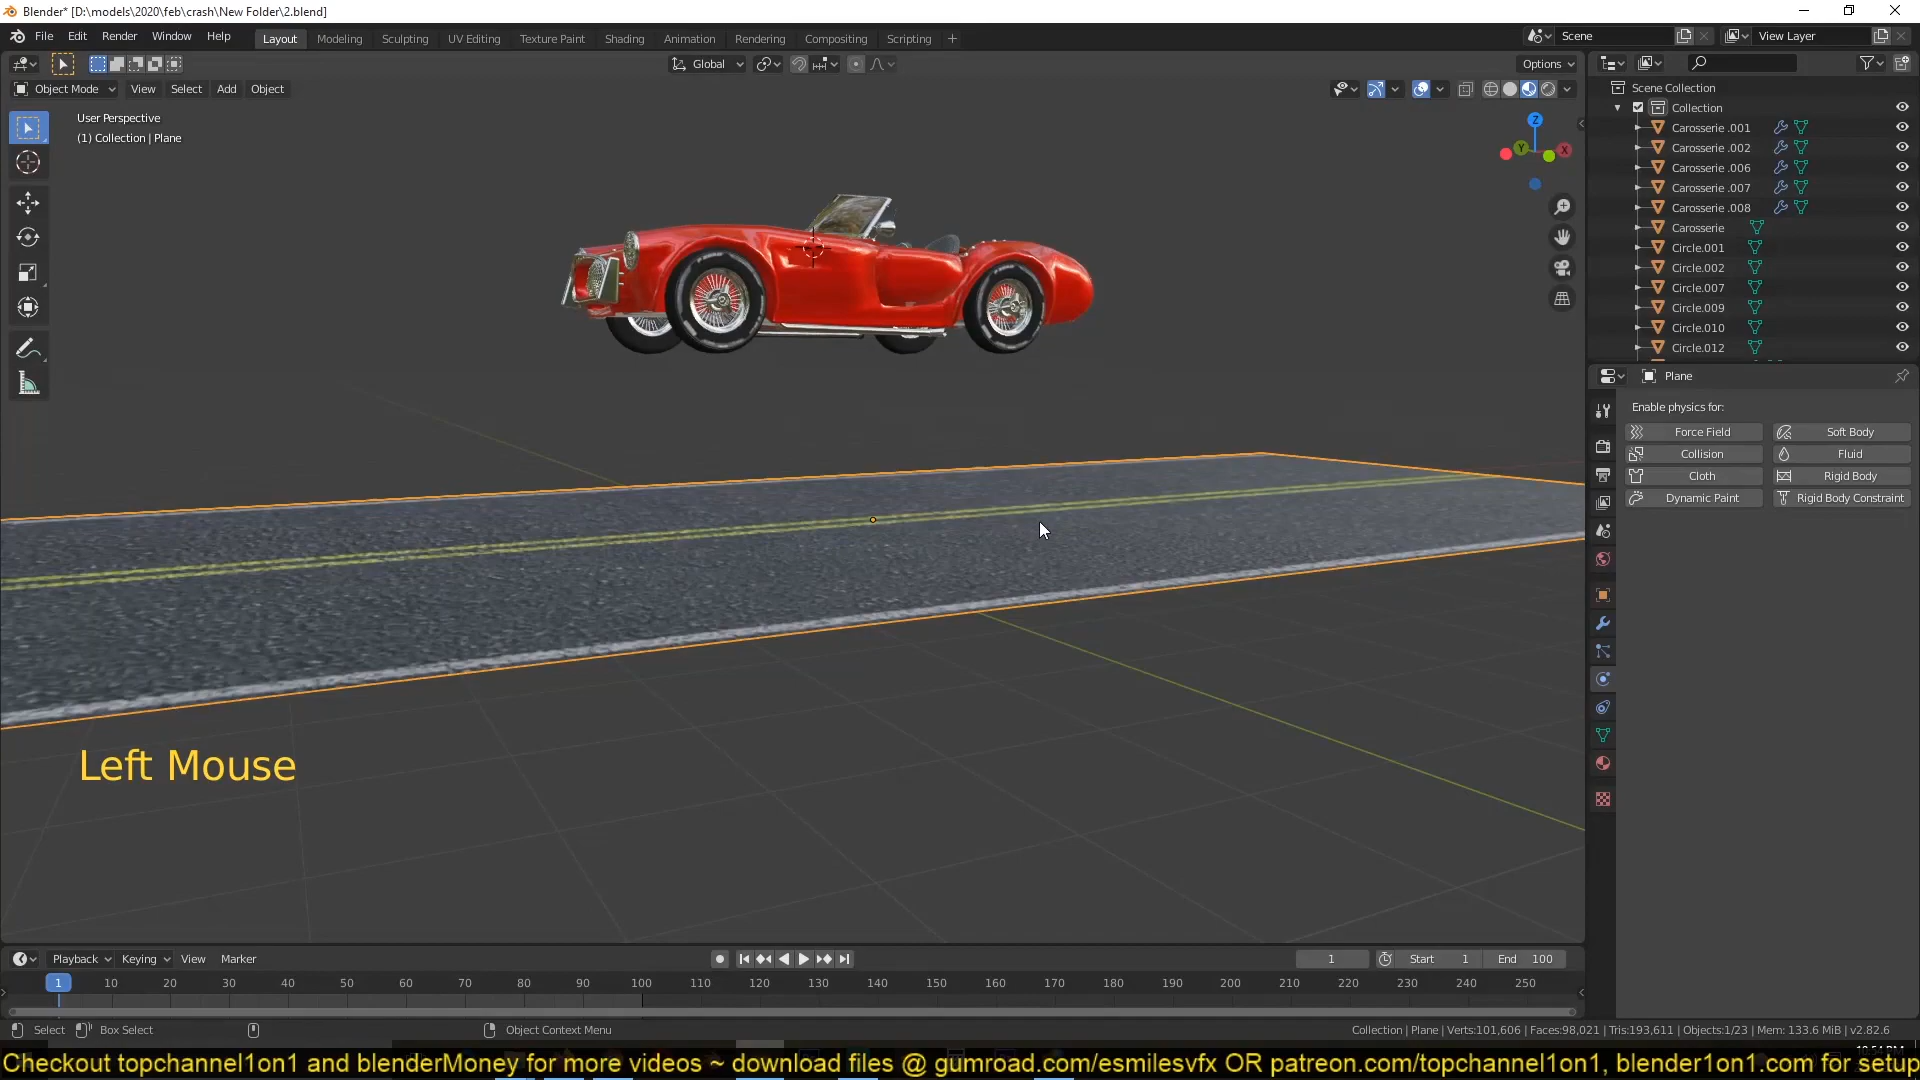 Blender* [D:\models\2020\feb\crash\New Folder\2.blend]
File Edit Render Window Help
Layout Modeling Sculpting UV Editing Texture Paint Shading Animation Rendering Compositing Scripting +
Scene
View Layer
Global
Options
Object Mode View Select Add Object
User Perspective
(1) Collection | Plane
Z
Y
X
Scene Collection
Collection
Carosserie .001
Carosserie .002
Carosserie .006
Carosserie .007
Carosserie .008
Carosserie
Circle.001
Circle.002
Circle.007
Circle.009
Circle.010
Circle.012
Plane
Enable physics for:
Force Field Soft Body
Collision Fluid
Cloth Rigid Body
Dynamic Paint Rigid Body Constraint
Left Mouse
Playback Keying View Marker
1
Start 1
End 100
1 10 20 30 40 50 60 70 80 90 100 110 120 130 140 150 160 170 180 190 200 210 220 230 240 250
Select Box Select Object Context Menu
Collection | Plane | Verts:101,606 | Faces:98,021 | Tris:193,611 | Objects:1/23 | Mem: 133.6 MiB | v2.82.6
Checkout topchannel1on1 and blenderMoney for more videos ~ download files @ gumroad.com/esmilesvfx OR patreon.com/topchannel1on1, blender1on1.com for setup